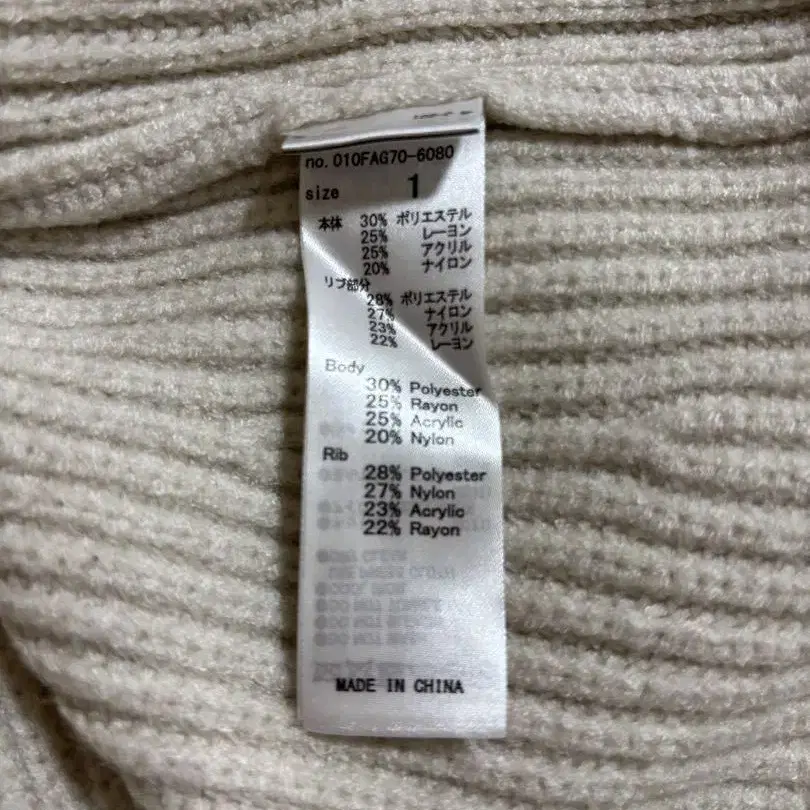 no. 010FAG70-6080
size 1
本体 30% ポリエステル
25% レーヨン
25% アクリル
20% ナイロン
リブ部分
28% ポリエステル
27% ナイロン
23% アクリル
22% レーヨン
Body
30% Polyester
25% Rayon
25% Acrylic
20% Nylon
Rib
28% Polyester
27% Nylon
23% Acrylic
22% Rayon
MADE IN CHINA